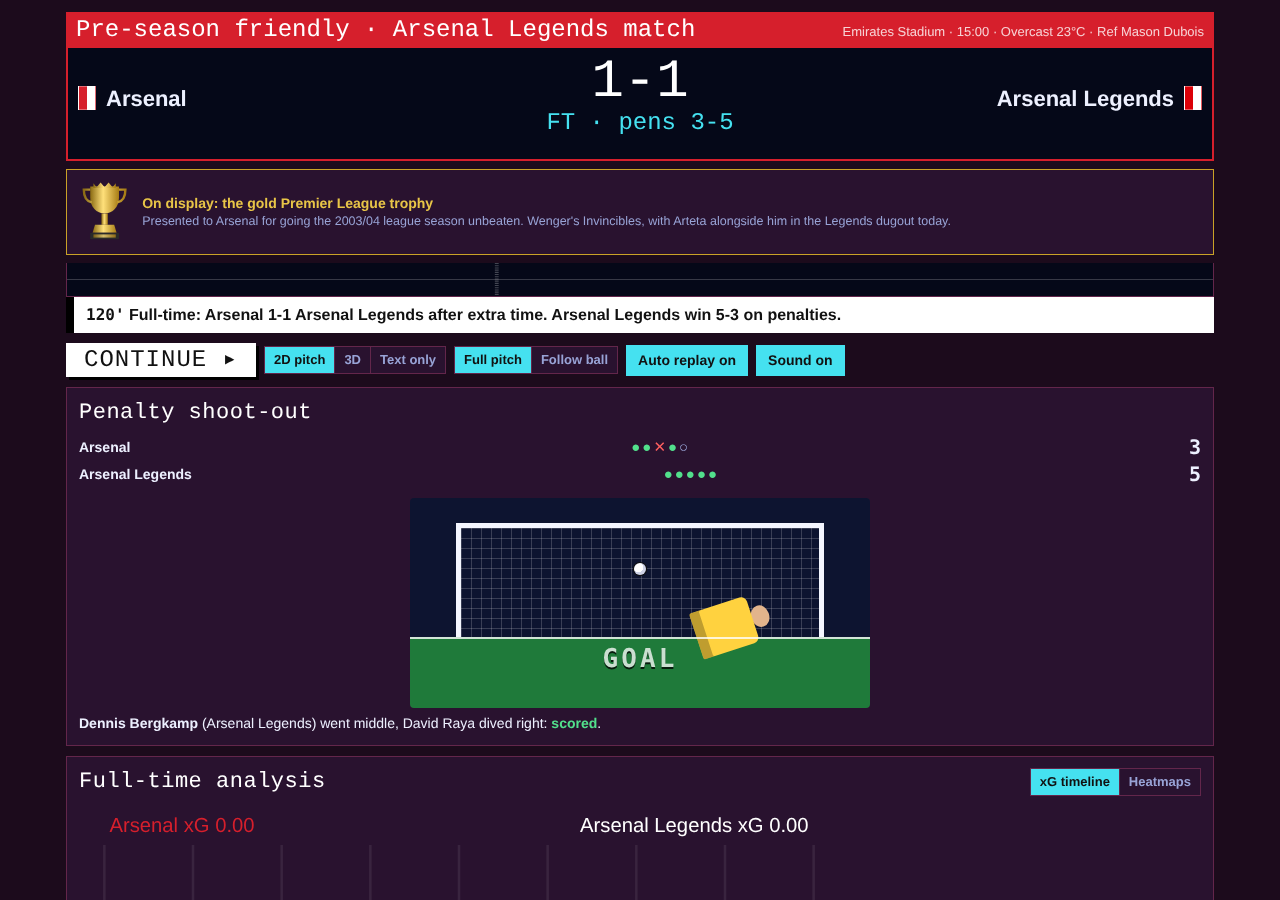 Pre-season friendly · Arsenal Legends match
Emirates Stadium · 15:00 · Overcast 23°C · Ref Mason Dubois
Arsenal
1-1
FT · pens 3-5
Arsenal Legends
On display: the gold Premier League trophy
Presented to Arsenal for going the 2003/04 league season unbeaten. Wenger's Invincibles, with Arteta alongside him in the Legends dugout today.
120' Full-time: Arsenal 1-1 Arsenal Legends after extra time. Arsenal Legends win 5-3 on penalties.
CONTINUE ►
2D pitch 3D Text only Full pitch Follow ball Auto replay on Sound on
Penalty shoot-out
Arsenal ●●✕●○ 3
Arsenal Legends ●●●●● 5
GOAL
Dennis Bergkamp (Arsenal Legends) went middle, David Raya dived right: scored.
Full-time analysis
xG timeline Heatmaps
Arsenal xG 0.00
Arsenal Legends xG 0.00